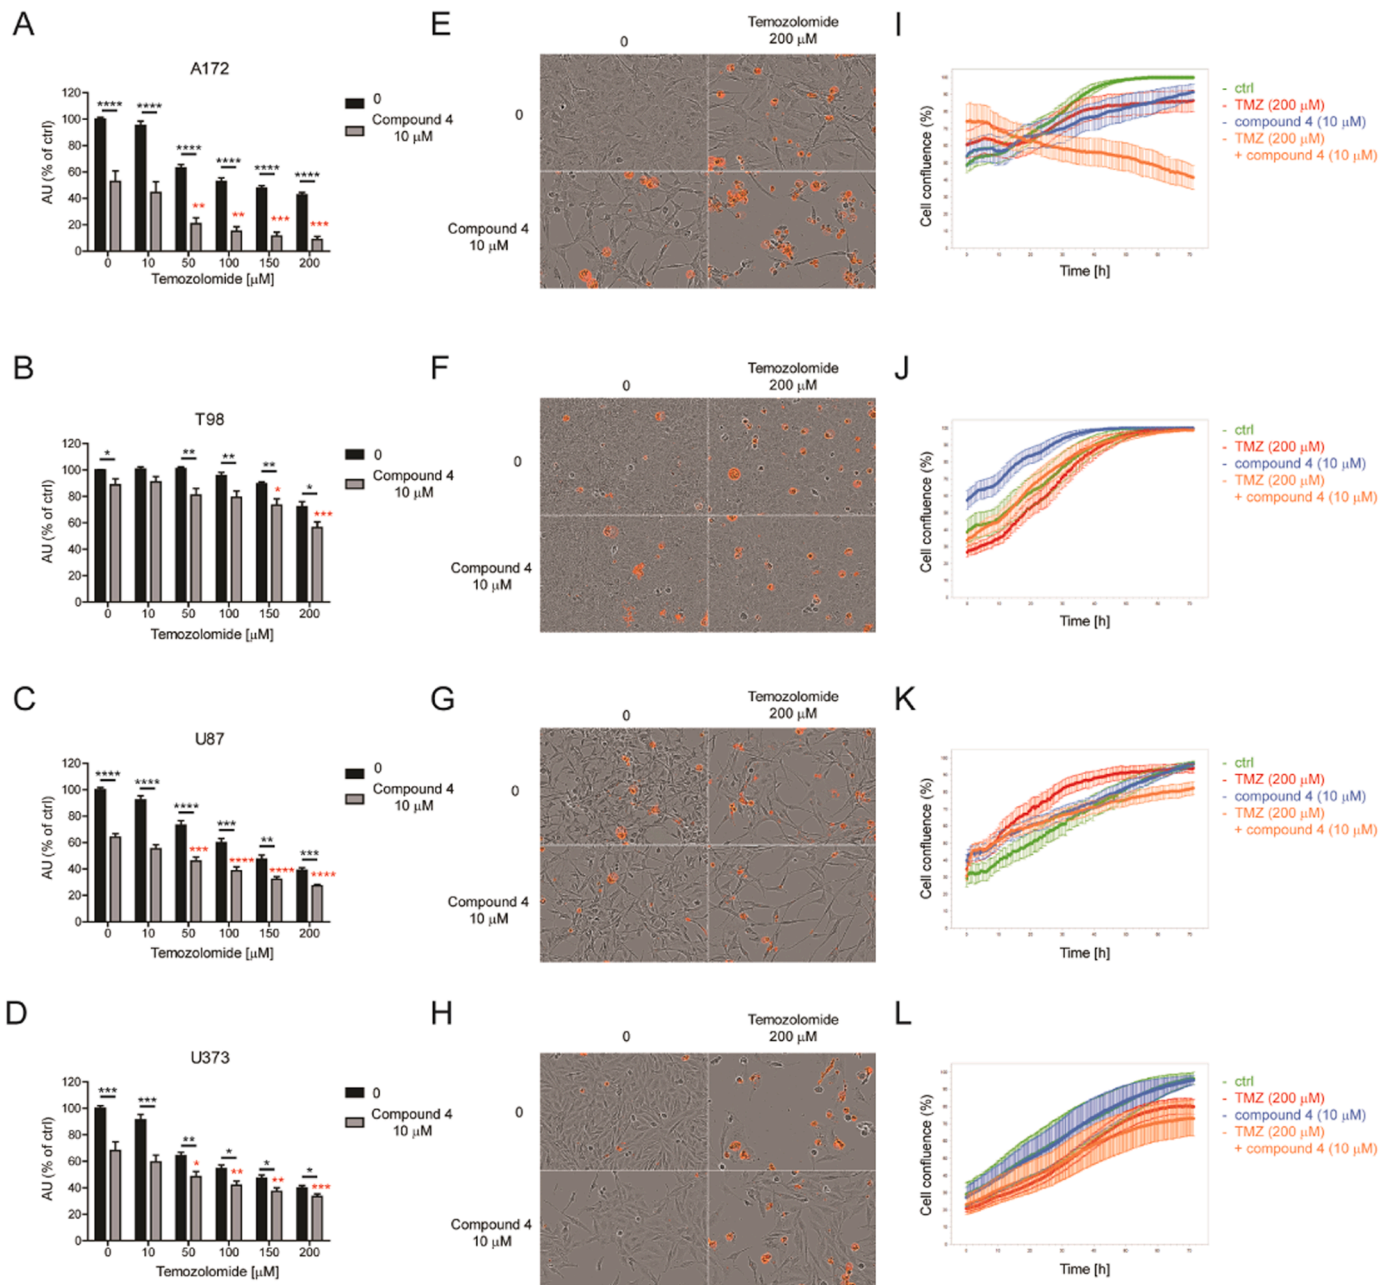 A
A172
120
100
80
60
40
20
0
AU (% of ctrl)
**** **** **** **** **** ****
** ** *** ***
0 10 50 100 150 200
Temozolomide [μM]
0
Compound 4
10 μM
E
Temozolomide
0 200 μM
0
Compound 4
10 μM
I
Cell confluence (%)
Time [h]
- ctrl
- TMZ (200 μM)
- compound 4 (10 μM)
- TMZ (200 μM)
+ compound 4 (10 μM)
B
T98
120
100
80
60
40
20
0
AU (% of ctrl)
* ** ** ** *
* ***
0 10 50 100 150 200
Temozolomide [μM]
0
Compound 4
10 μM
F
Temozolomide
0 200 μM
0
Compound 4
10 μM
J
Cell confluence (%)
Time [h]
- ctrl
- TMZ (200 μM)
- compound 4 (10 μM)
- TMZ (200 μM)
+ compound 4 (10 μM)
C
U87
120
100
80
60
40
20
0
AU (% of ctrl)
**** **** **** *** ** ***
*** **** **** ****
0 10 50 100 150 200
Temozolomide [μM]
0
Compound 4
10 μM
G
Temozolomide
0 200 μM
0
Compound 4
10 μM
K
Cell confluence (%)
Time [h]
- ctrl
- TMZ (200 μM)
- compound 4 (10 μM)
- TMZ (200 μM)
+ compound 4 (10 μM)
D
U373
120
100
80
60
40
20
0
AU (% of ctrl)
*** *** ** * * *
* ** ** ***
0 10 50 100 150 200
Temozolomide [μM]
0
Compound 4
10 μM
H
Temozolomide
0 200 μM
0
Compound 4
10 μM
L
Cell confluence (%)
Time [h]
- ctrl
- TMZ (200 μM)
- compound 4 (10 μM)
- TMZ (200 μM)
+ compound 4 (10 μM)